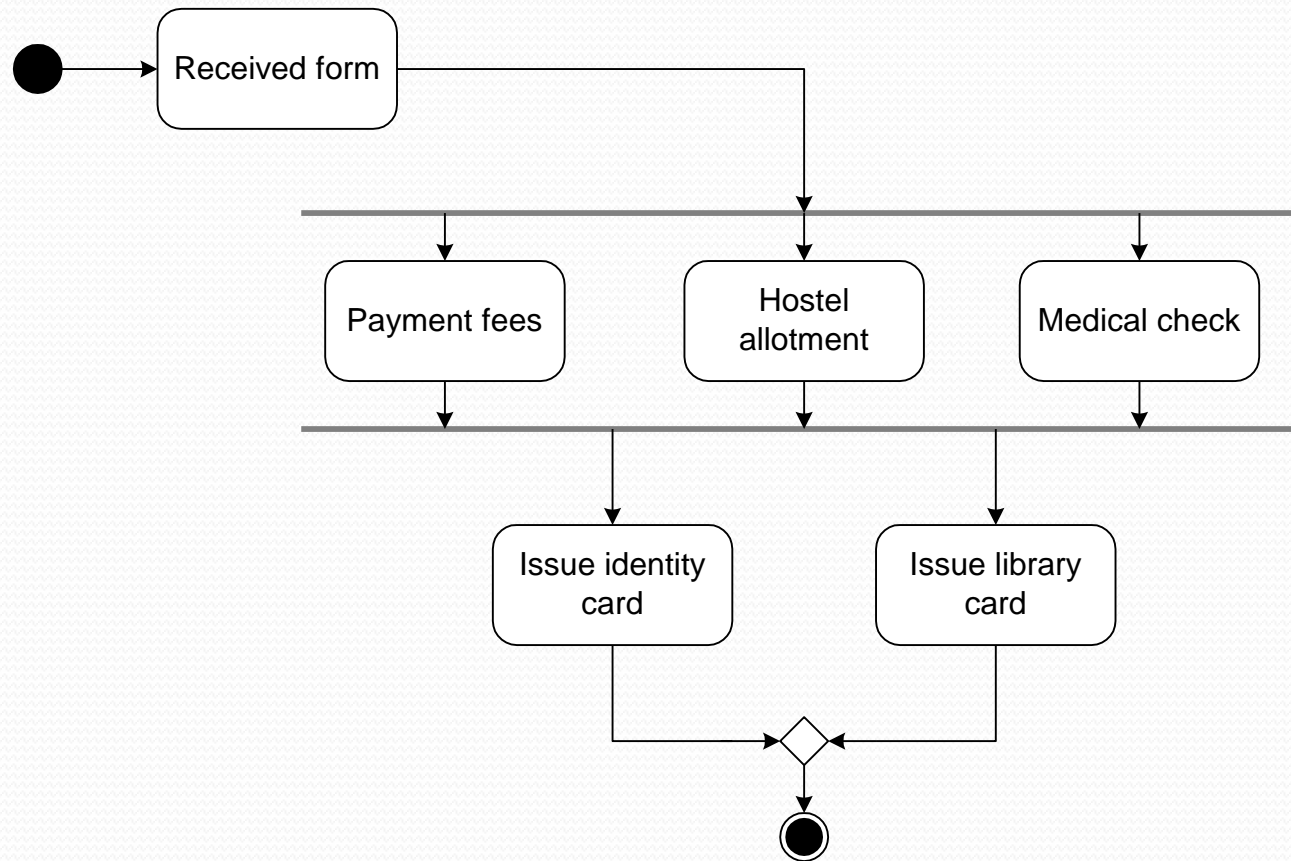 Received form
Payment fees
Hostel
allotment
Medical check
Issue identity
card
Issue library
card